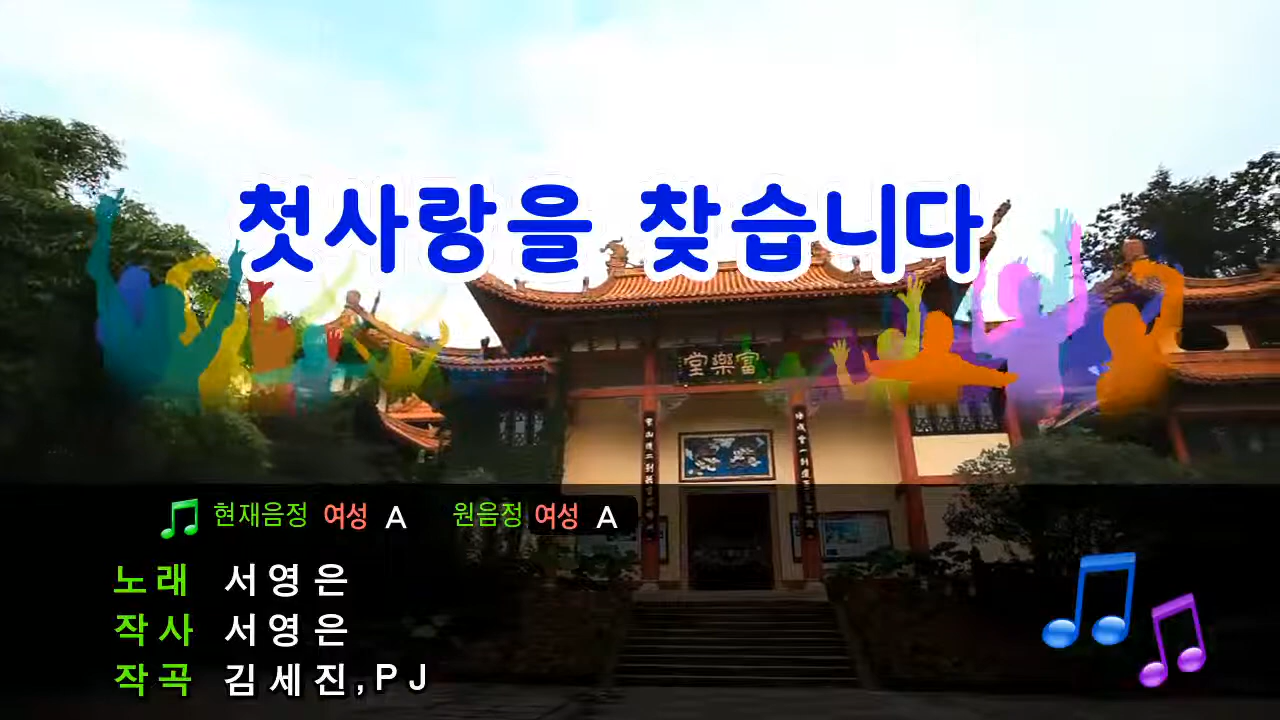 첫사랑을 찾습니다
富樂堂
현재음정 여성 A 원음정 여성 A
노래 서영은
작사 서영은
작곡 김세진,PJ